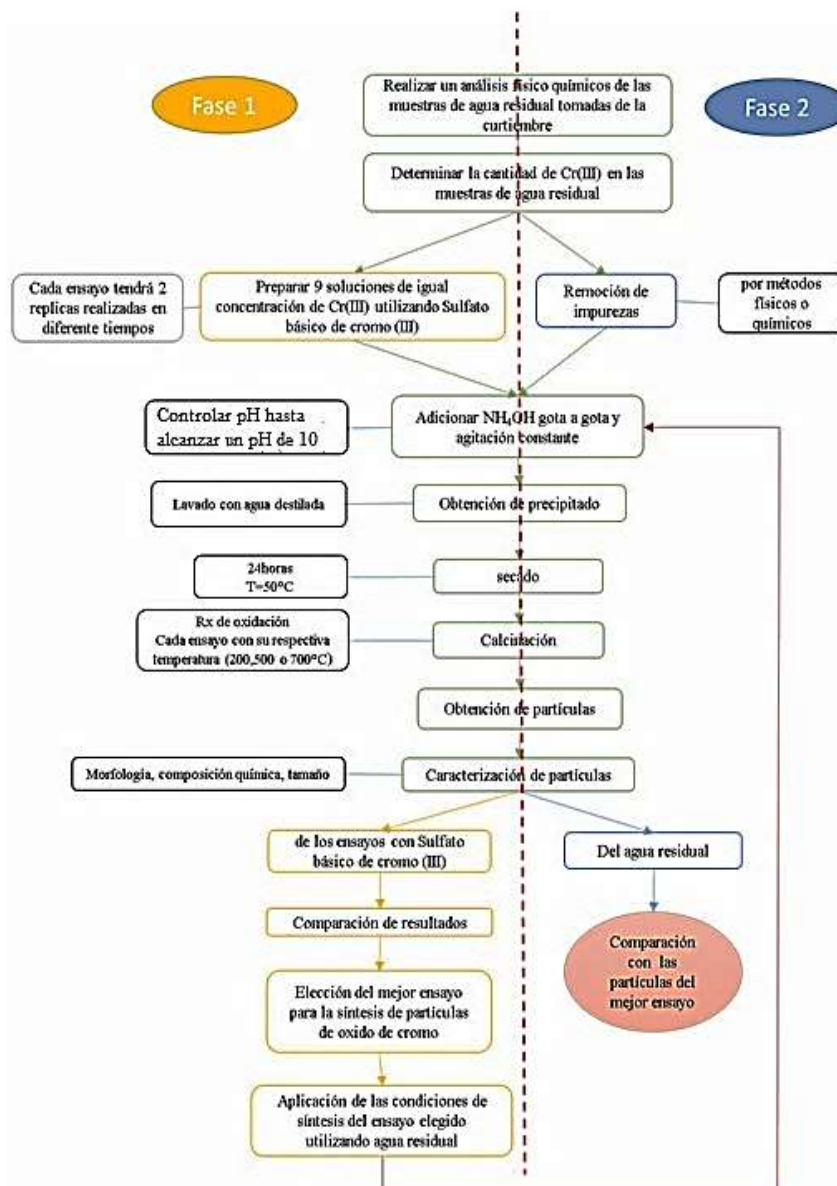 Fase 1
Realizar un análisis físico químicos de las
muestras de agua residual tomadas de la
curtiembre
Fase 2
Determinar la cantidad de Cr(III) en las
muestras de agua residual
Cada ensayo tendrá 2
replicas realizadas en
diferente tiempos
Preparar 9 soluciones de igual
concentración de Cr(III) utilizando Sulfato
básico de cromo (III)
Remoción de
impurezas
por métodos
físicos o
químicos
Controlar pH hasta
alcanzar un pH de 10
Adicionar NH₄OH gota a gota y
agitación constante
Lavado con agua destilada
Obtención de precipitado
24horas
T=50°C
secado
Rx de oxidación
Cada ensayo con su respectiva
temperatura (200,500 o 700°C)
Calcinación
Obtención de partículas
Morfología, composición química, tamaño
Caracterización de partículas
de los ensayos con Sulfato
básico de cromo (III)
Del agua residual
Comparación de resultados
Comparación
con las
partículas del
mejor ensayo
Elección del mejor ensayo
para la síntesis de partículas
de oxido de cromo
Aplicación de las condiciones de
síntesis del ensayo elegido
utilizando agua residual